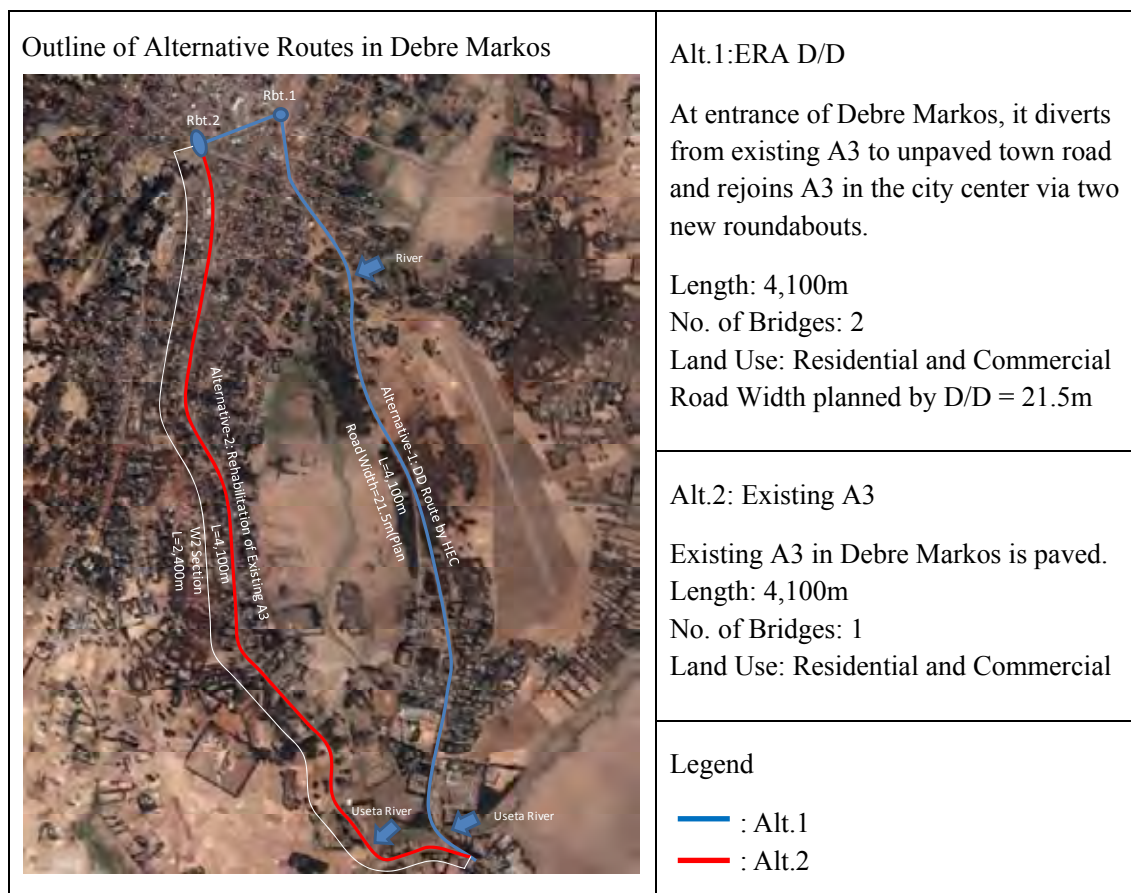 Outline of Alternative Routes in Debre Markos
Rbt.1
Rbt.2
River
Alternative-1: DD Route by HEC
L=4,100m
Road Width=21.5m(Plan
Alternative-2: Rehabilitation of Existing A3
L=4,100m
W2 Section
L=2,400m
Useta River
Useta River
Alt.1:ERA D/D
At entrance of Debre Markos, it diverts
from existing A3 to unpaved town road
and rejoins A3 in the city center via two
new roundabouts.
Length: 4,100m
No. of Bridges: 2
Land Use: Residential and Commercial
Road Width planned by D/D = 21.5m
Alt.2: Existing A3
Existing A3 in Debre Markos is paved.
Length: 4,100m
No. of Bridges: 1
Land Use: Residential and Commercial
Legend
: Alt.1
: Alt.2